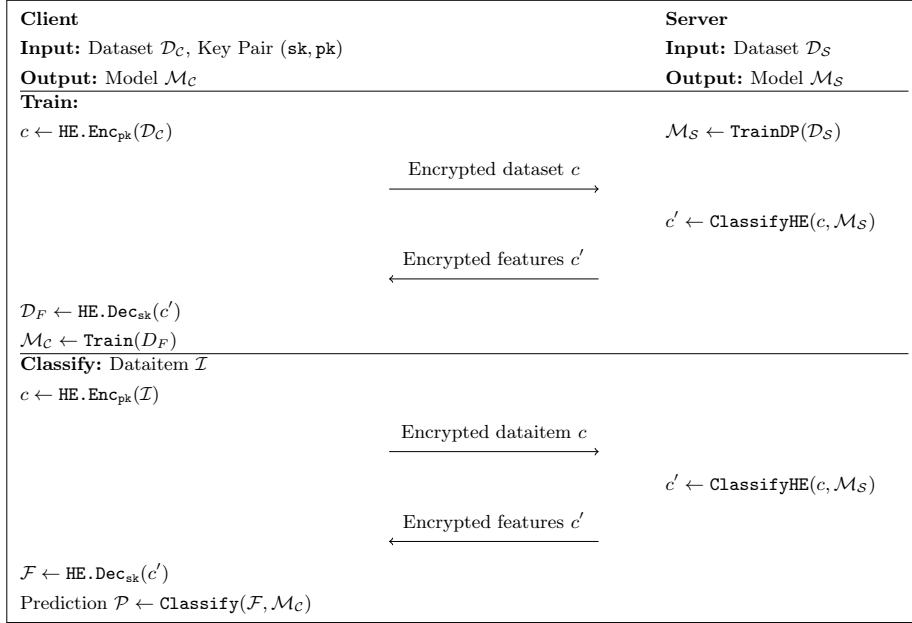 Client Server
Input: Dataset 𝒟_𝒞, Key Pair (sk, pk) Input: Dataset 𝒟_𝒮
Output: Model ℳ_𝒞 Output: Model ℳ_𝒮
Train:
c ← HE.Enc_pk(𝒟_𝒞) ℳ_𝒮 ← TrainDP(𝒟_𝒮)
Encrypted dataset c
c′ ← ClassifyHE(c, ℳ_𝒮)
Encrypted features c′
𝒟_F ← HE.Dec_sk(c′)
ℳ_𝒞 ← Train(D_F)
Classify: Dataitem ℐ
c ← HE.Enc_pk(ℐ)
Encrypted dataitem c
c′ ← ClassifyHE(c, ℳ_𝒮)
Encrypted features c′
ℱ ← HE.Dec_sk(c′)
Prediction 𝒫 ← Classify(ℱ, ℳ_𝒞)